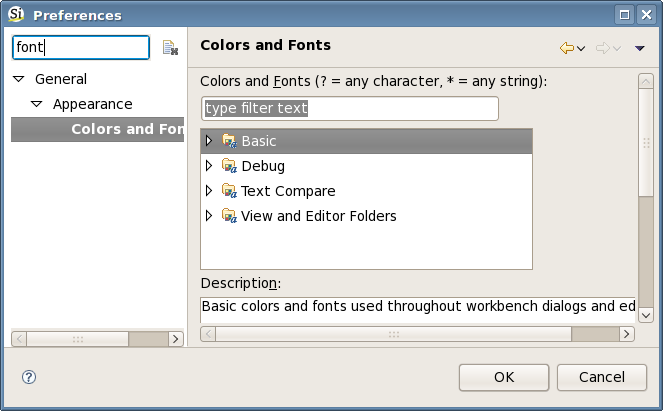 Si Preferences
font
General
Appearance
Colors and Fon
Colors and Fonts
Colors and Fonts (? = any character, * = any string):
type filter text
Basic
Debug
Text Compare
View and Editor Folders
Description:
Basic colors and fonts used throughout workbench dialogs and ed
?
OK
Cancel